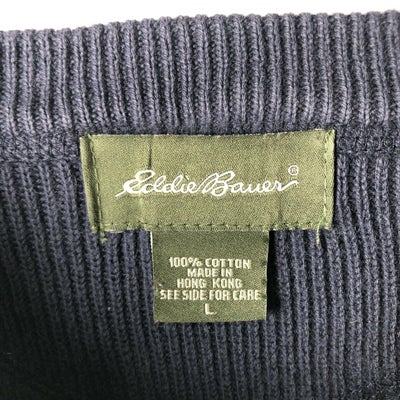 Eddie Bauer®
100% COTTON
MADE IN
HONG KONG
SEE SIDE FOR CARE
L